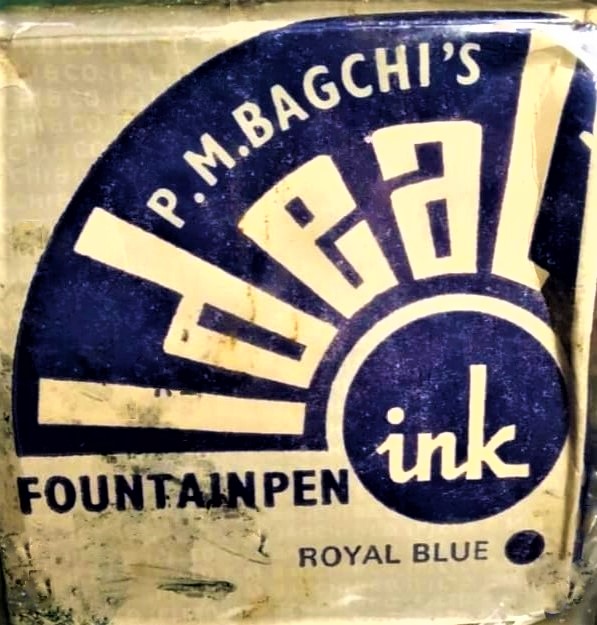 P.M.BAGCHI'S
Ideal
ink
FOUNTAINPEN
ROYAL BLUE